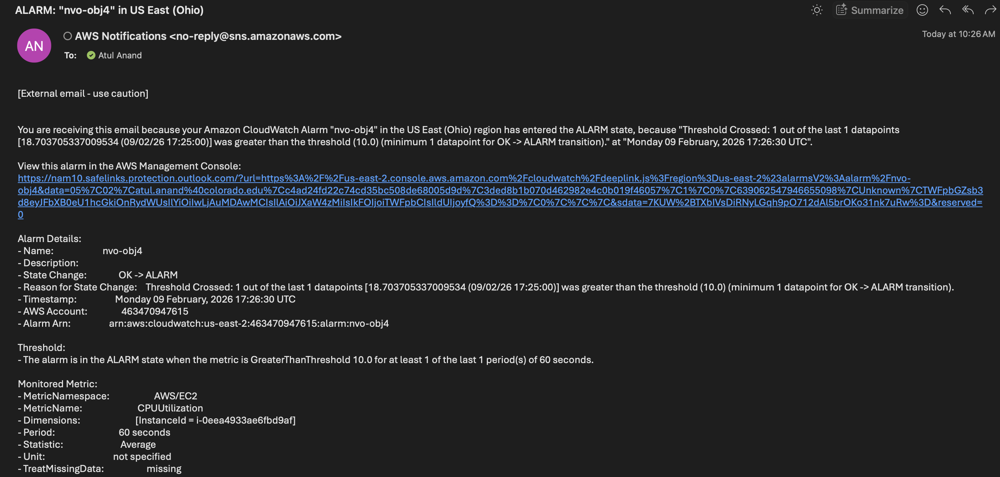 ALARM: "nvo-obj4" in US East (Ohio)
Summarize
AN
AWS Notifications <no-reply@sns.amazonaws.com>
Today at 10:26 AM
To: Atul Anand
[External email - use caution]
You are receiving this email because your Amazon CloudWatch Alarm "nvo-obj4" in the US East (Ohio) region has entered the ALARM state, because "Threshold Crossed: 1 out of the last 1 datapoints
[18.703705337009534 (09/02/26 17:25:00)] was greater than the threshold (10.0) (minimum 1 datapoint for OK -> ALARM transition)." at "Monday 09 February, 2026 17:26:30 UTC".
View this alarm in the AWS Management Console:
https://nam10.safelinks.protection.outlook.com/?url=https%3A%2F%2Fus-east-2.console.aws.amazon.com%2Fcloudwatch%2Fdeeplink.js%3Fregion%3Dus-east-2%23alarmsV2%3Aalarm%2Fnvo-
obj4&data=05%7C02%7Catul.anand%40colorado.edu%7Cc4ad24fd22c74cd35bc508de68005d9d%7C3ded8b1b070d462982e4c0b019f46057%7C1%7C0%7C639062547946655098%7CUnknown%7CTWFpbGZsb3
d8eyJFbXB0eU1hcGkiOnRydWUsIlYiOiIwLjAuMDAwMCIsIlAiOiJXaW4zMiIsIkFOIjoiTWFpbCIsIldUIjoyfQ%3D%3D%7C0%7C%7C%7C&sdata=7KUW%2BTXbIVsDiRNyLGqh9pO712dAl5brOKo31nk7uRw%3D&reserved=
0
Alarm Details:
- Name: nvo-obj4
- Description:
- State Change: OK -> ALARM
- Reason for State Change: Threshold Crossed: 1 out of the last 1 datapoints [18.703705337009534 (09/02/26 17:25:00)] was greater than the threshold (10.0) (minimum 1 datapoint for OK -> ALARM transition).
- Timestamp: Monday 09 February, 2026 17:26:30 UTC
- AWS Account: 463470947615
- Alarm Arn: arn:aws:cloudwatch:us-east-2:463470947615:alarm:nvo-obj4
Threshold:
- The alarm is in the ALARM state when the metric is GreaterThanThreshold 10.0 for at least 1 of the last 1 period(s) of 60 seconds.
Monitored Metric:
- MetricNamespace: AWS/EC2
- MetricName: CPUUtilization
- Dimensions: [InstanceId = i-0eea4933ae6fbd9af]
- Period: 60 seconds
- Statistic: Average
- Unit: not specified
- TreatMissingData: missing